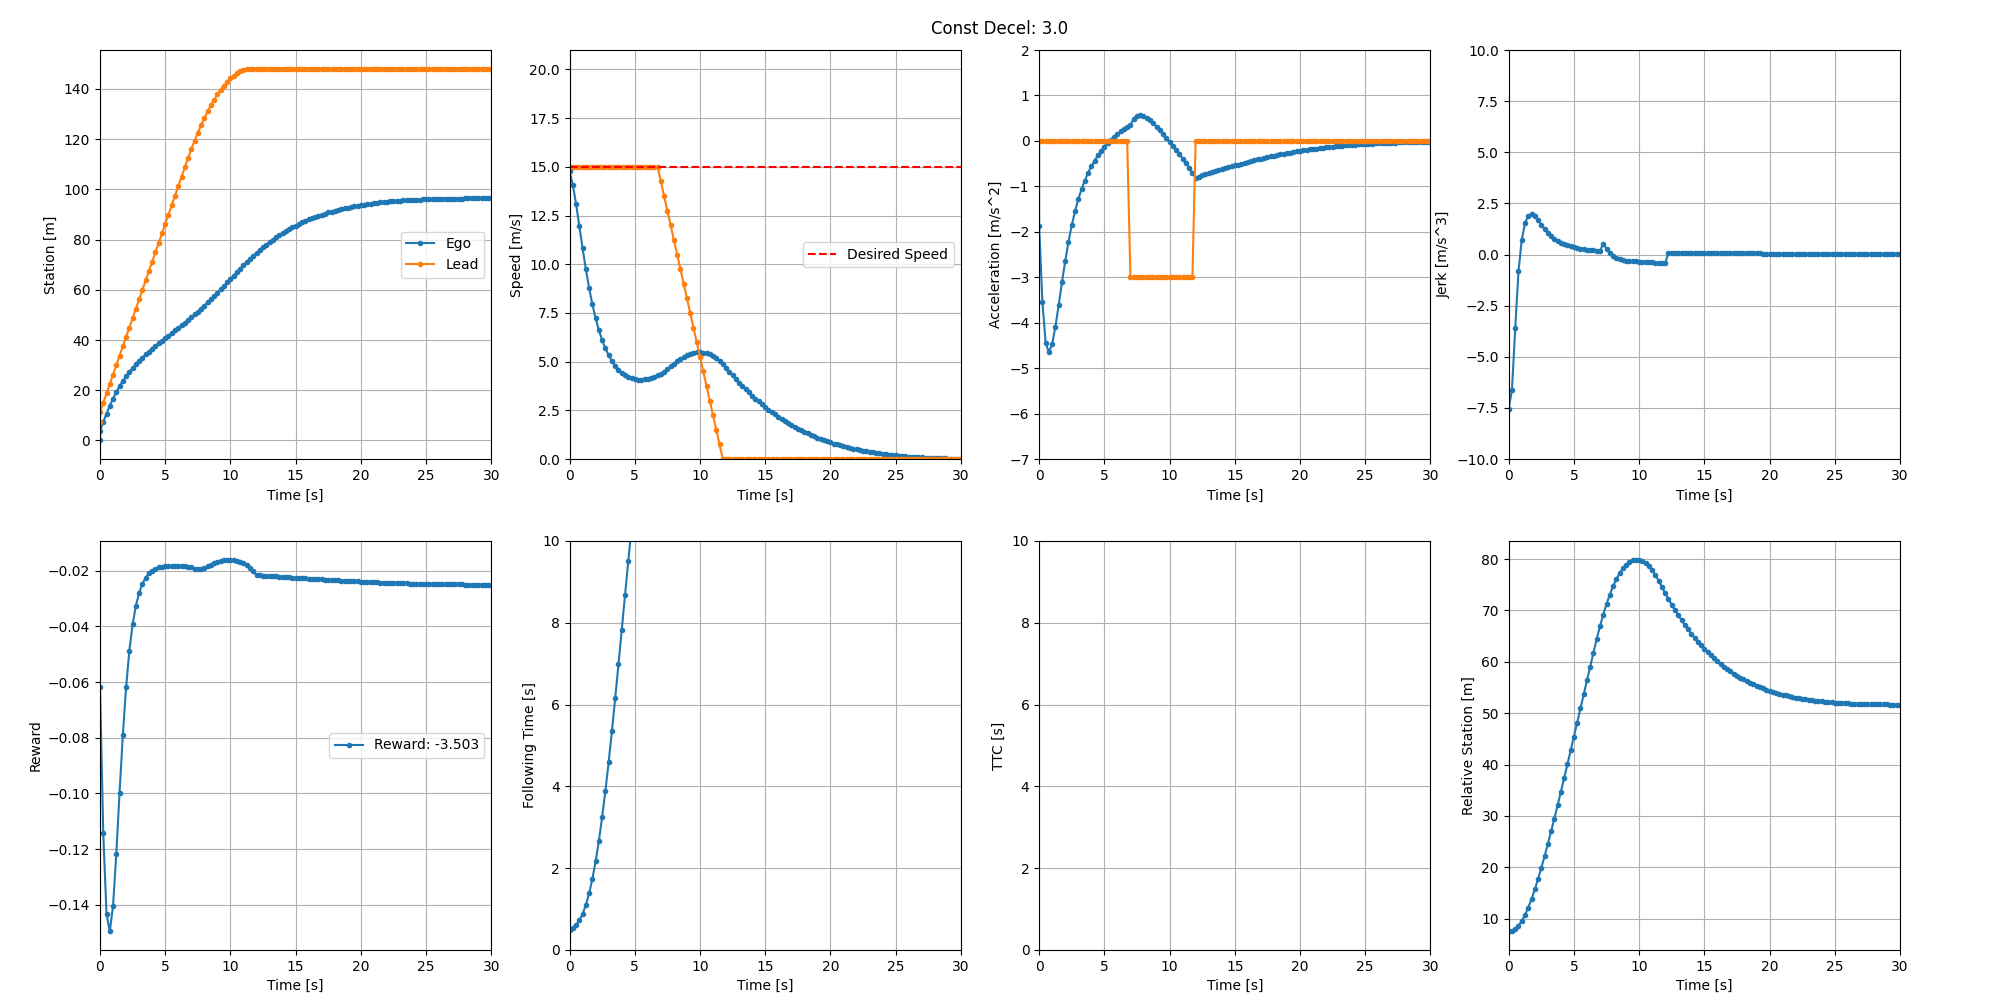 Const Decel: 3.0
140
120
100
80
60
40
20
0
Station [m]
Ego
Lead
0 5 10 15 20 25 30
Time [s]
20.0
17.5
15.0
12.5
10.0
7.5
5.0
2.5
0.0
Speed [m/s]
Desired Speed
0 5 10 15 20 25 30
Time [s]
2
1
0
−1
−2
−3
−4
−5
−6
−7
Acceleration [m/s^2]
0 5 10 15 20 25 30
Time [s]
10.0
7.5
5.0
2.5
0.0
−2.5
−5.0
−7.5
−10.0
Jerk [m/s^3]
0 5 10 15 20 25 30
Time [s]
−0.02
−0.04
−0.06
−0.08
−0.10
−0.12
−0.14
Reward
Reward: -3.503
0 5 10 15 20 25 30
Time [s]
10
8
6
4
2
0
Following Time [s]
0 5 10 15 20 25 30
Time [s]
10
8
6
4
2
0
TTC [s]
0 5 10 15 20 25 30
Time [s]
80
70
60
50
40
30
20
10
Relative Station [m]
0 5 10 15 20 25 30
Time [s]